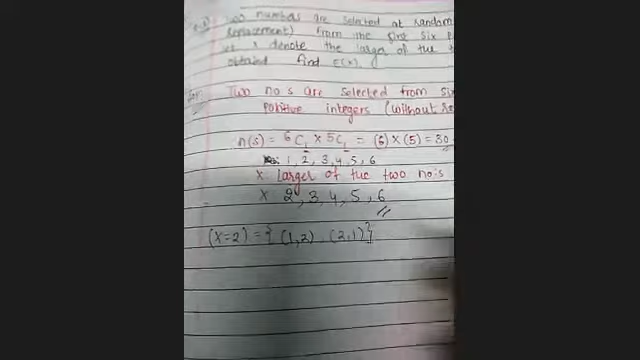 Two numbers are selected at random
replacement) from the first six p
let x denote the larger of the
obtained find E(X).
Two no's are selected from six
positive integers (without Re
n(s) = 6C1 × 5C1 = (6) × (5) = 30
1, 2, 3, 4, 5, 6
x larger of the two no's
x 2, 3, 4, 5, 6
(X=2) = { (1,2) , (2,1) }